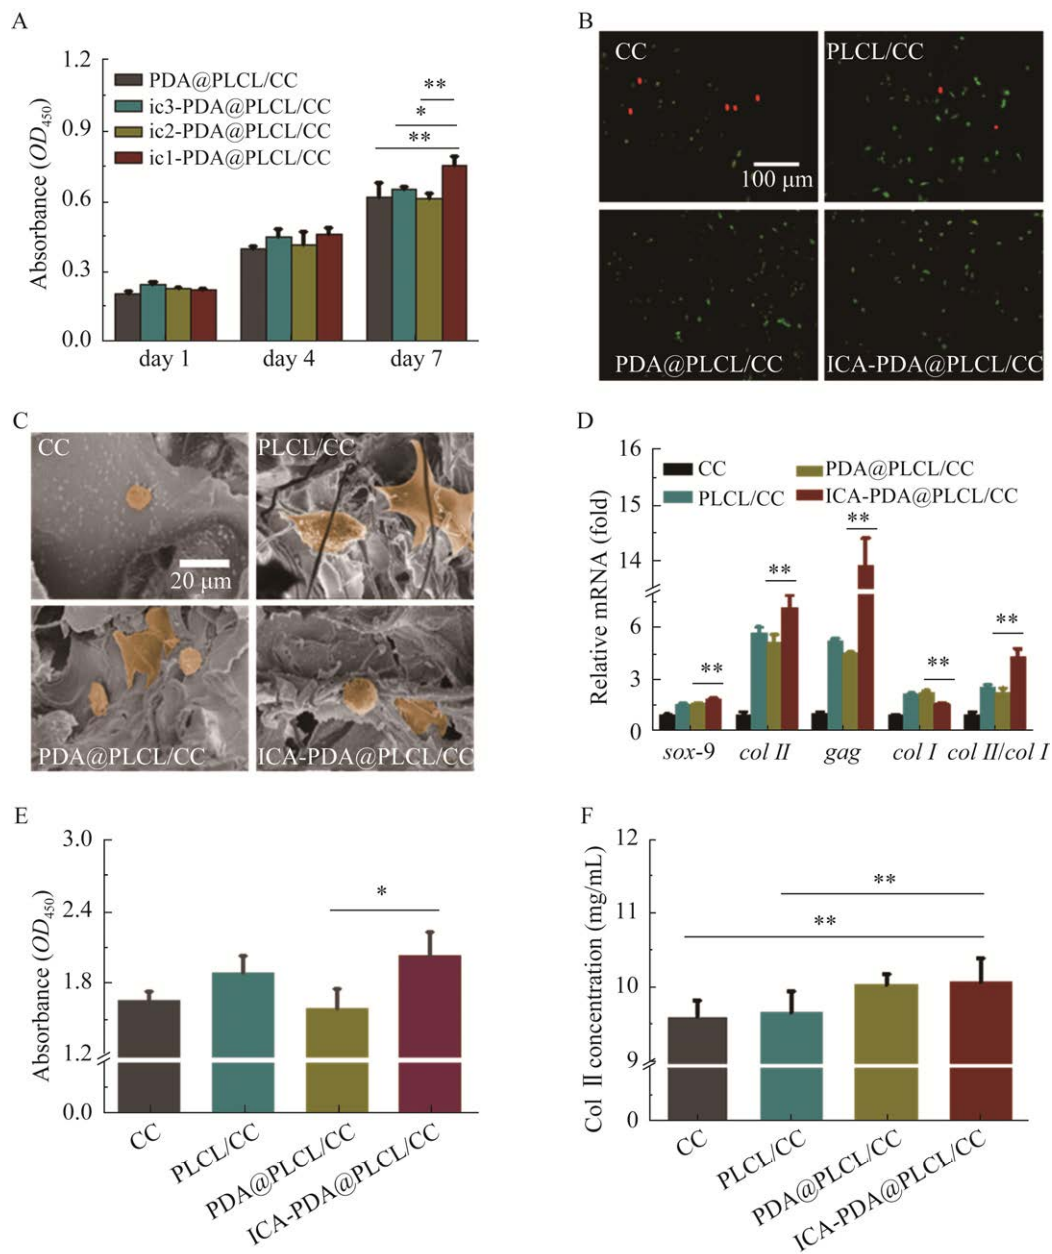 A
1.2
0.9
0.6
0.3
0.0
Absorbance (OD450)
PDA@PLCL/CC
ic3-PDA@PLCL/CC
ic2-PDA@PLCL/CC
ic1-PDA@PLCL/CC
**
*
**
day 1 day 4 day 7
B
CC
PLCL/CC
100 μm
PDA@PLCL/CC
ICA-PDA@PLCL/CC
C
CC
PLCL/CC
20 μm
PDA@PLCL/CC
ICA-PDA@PLCL/CC
D
16
15
14
6
3
0
Relative mRNA (fold)
CC
PLCL/CC
PDA@PLCL/CC
ICA-PDA@PLCL/CC
**
**
**
**
**
sox-9 col II gag col I col II/col I
E
3.0
2.4
1.8
1.2
0.0
Absorbance (OD450)
*
CC
PLCL/CC
PDA@PLCL/CC
ICA-PDA@PLCL/CC
F
12
11
10
9
0
Col II concentration (mg/mL)
**
**
CC
PLCL/CC
PDA@PLCL/CC
ICA-PDA@PLCL/CC